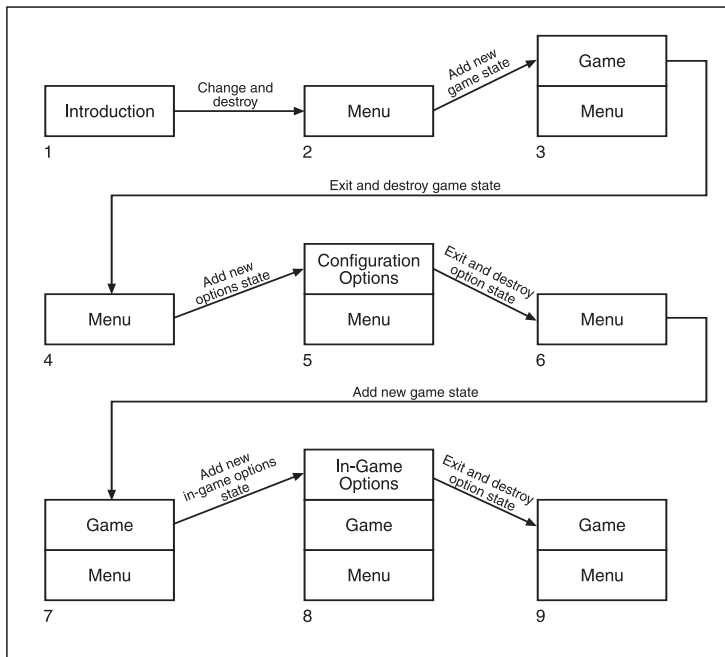 Introduction
1
Change and
destroy
Menu
2
Add new
game state
Game
Menu
3
Exit and destroy game state
Menu
4
Add new
options state
Configuration
Options
Menu
5
Exit and destroy
option state
Menu
6
Add new game state
Game
Menu
7
Add new
in-game options
state
In-Game
Options
Game
Menu
8
Exit and destroy
option state
Game
Menu
9